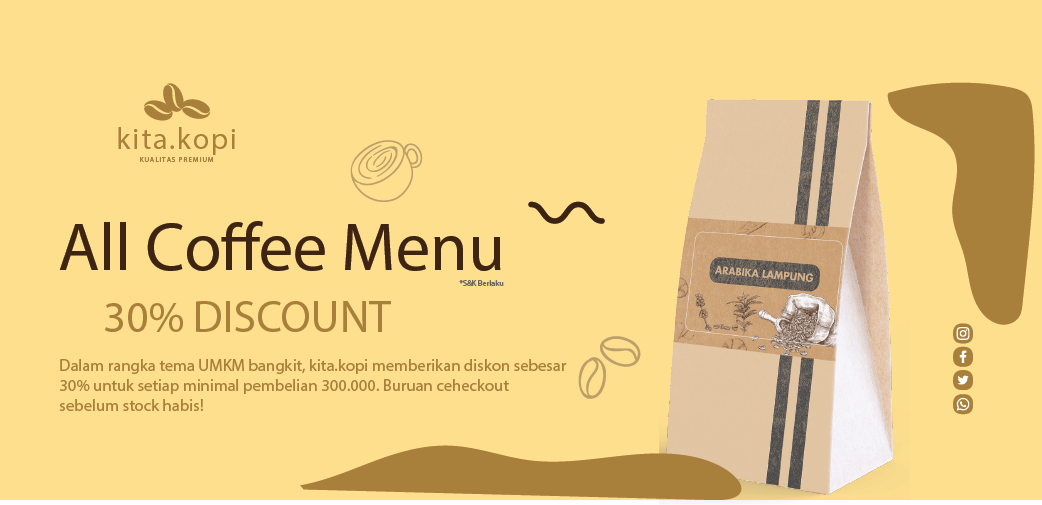 kita.kopi
KUALITAS PREMIUM
All Coffee Menu
*S&K Berlaku
30% DISCOUNT
Dalam rangka tema UMKM bangkit, kita.kopi memberikan diskon sebesar
30% untuk setiap minimal pembelian 300.000. Buruan ceheckout
sebelum stock habis!
ARABIKA LAMPUNG